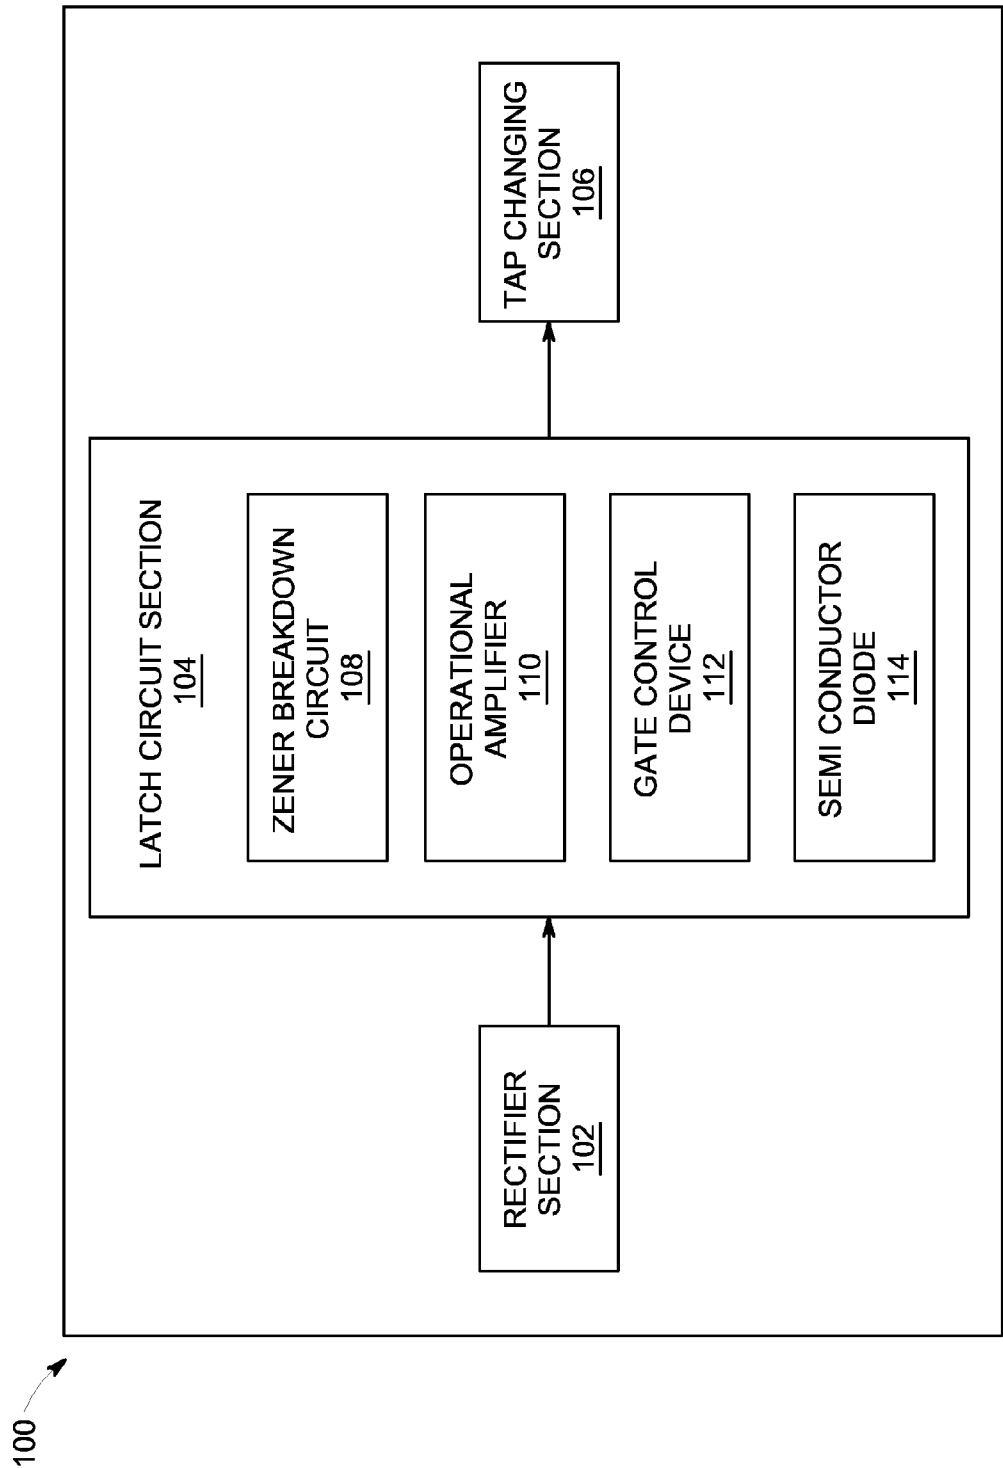 100
RECTIFIER
SECTION
102
LATCH CIRCUIT SECTION
104
ZENER BREAKDOWN
CIRCUIT
108
OPERATIONAL
AMPLIFIER
110
GATE CONTROL
DEVICE
112
SEMI CONDUCTOR
DIODE
114
TAP CHANGING
SECTION
106